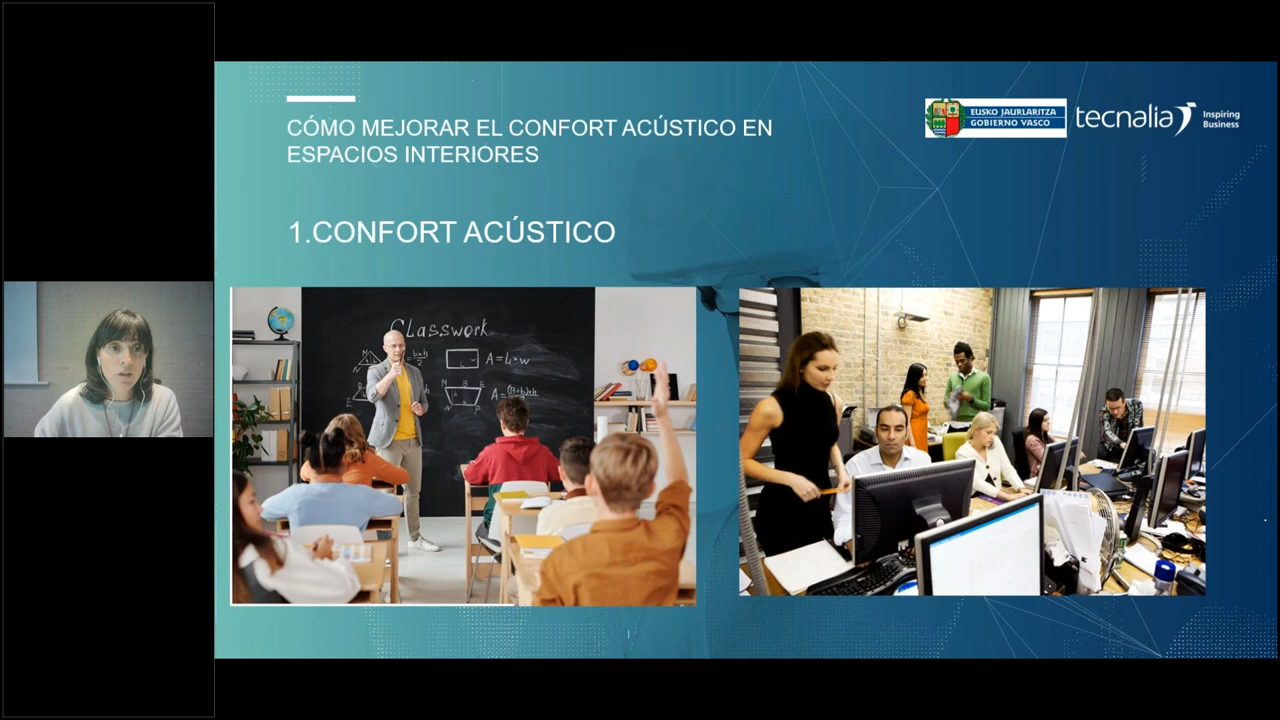 CÓMO MEJORAR EL CONFORT ACÚSTICO EN
ESPACIOS INTERIORES
EUSKO JAURLARITZA
GOBIERNO VASCO
tecnalia
Inspiring
Business
1.CONFORT ACÚSTICO
Classwork
A=L×w